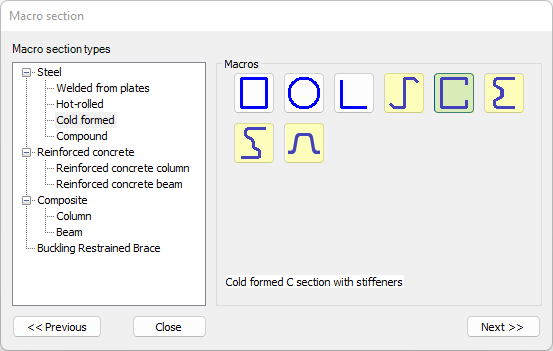 Macro section
Macro section types
Steel
Welded from plates
Hot-rolled
Cold formed
Compound
Reinforced concrete
Reinforced concrete column
Reinforced concrete beam
Composite
Column
Beam
Buckling Restrained Brace
Macros
Cold formed C section with stiffeners
<< Previous
Close
Next >>